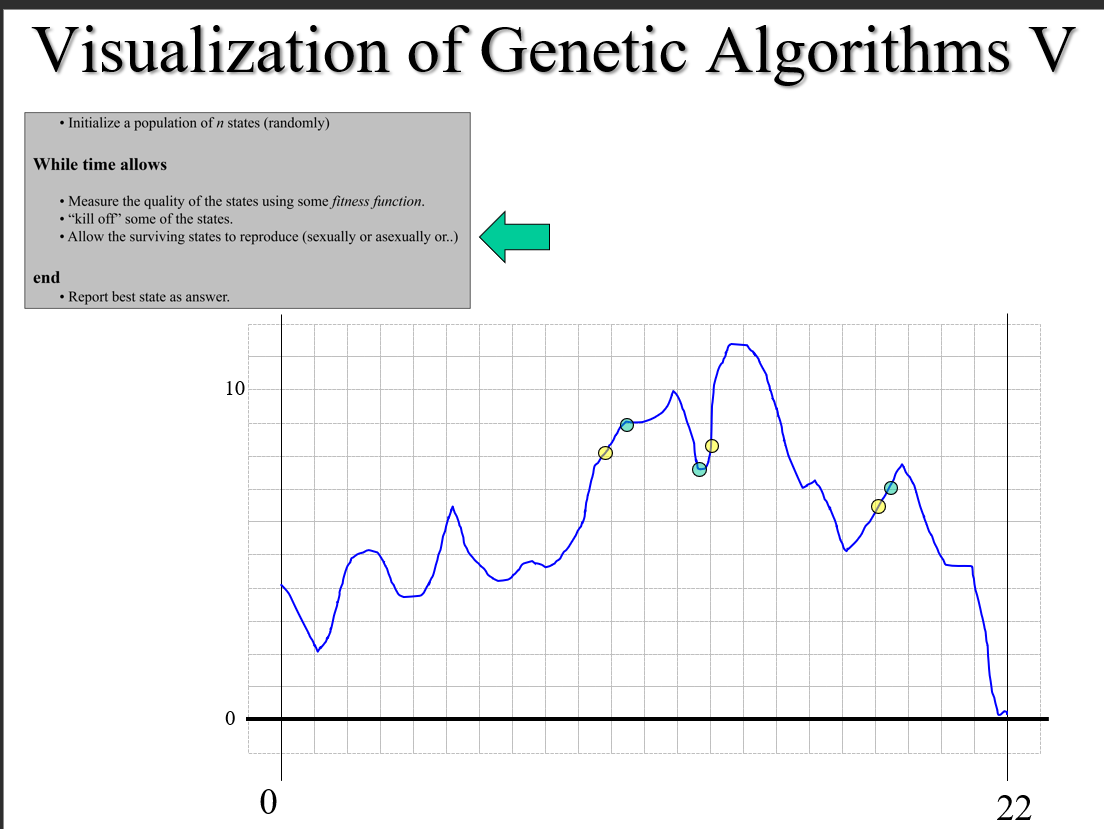 Visualization of Genetic Algorithms V
• Initialize a population of n states (randomly)
While time allows
• Measure the quality of the states using some fitness function.
• “kill off” some of the states.
• Allow the surviving states to reproduce (sexually or asexually or..)
end
• Report best state as answer.
10
0
0
22